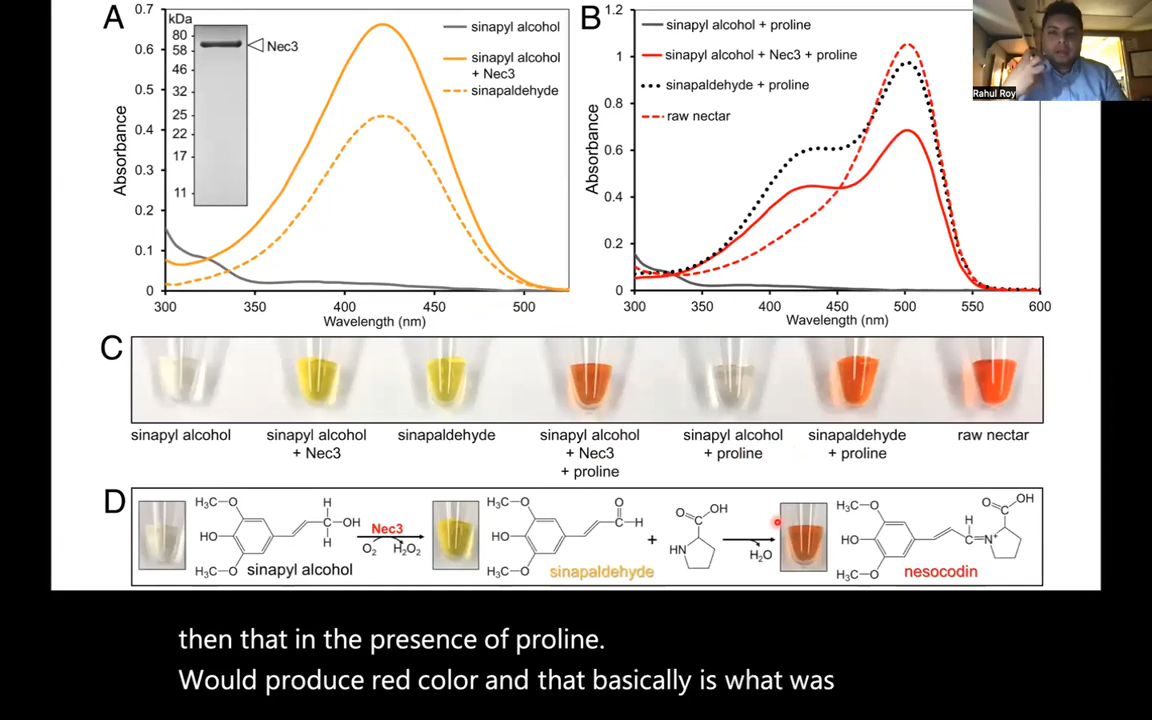 A
0.7
0.6
0.5
0.4
0.3
0.2
0.1
0
Absorbance
kDa
80
58
46
32
25
22
17
11
Nec3
sinapyl alcohol
sinapyl alcohol
+ Nec3
sinapaldehyde
300 350 400 450 500
Wavelength (nm)
B
1.2
1
0.8
0.6
0.4
0.2
0
Absorbance
sinapyl alcohol + proline
sinapyl alcohol + Nec3 + proline
sinapaldehyde + proline
raw nectar
300 350 400 450 500 550 600
Wavelength (nm)
Rahul Roy
C
sinapyl alcohol
sinapyl alcohol
+ Nec3
sinapaldehyde
sinapyl alcohol
+ Nec3
+ proline
sinapyl alcohol
+ proline
sinapaldehyde
+ proline
raw nectar
D
H₃C–O
HO
H₃C–O
H
OH
H
sinapyl alcohol
Nec3
O₂ H₂O₂
H₃C–O
HO
H₃C–O
O
H
sinapaldehyde
+
O OH
HN
H₂O
H₃C–O
HO
H₃C–O
H
O OH
N⁺
nesocodin
then that in the presence of proline.
Would produce red color and that basically is what was